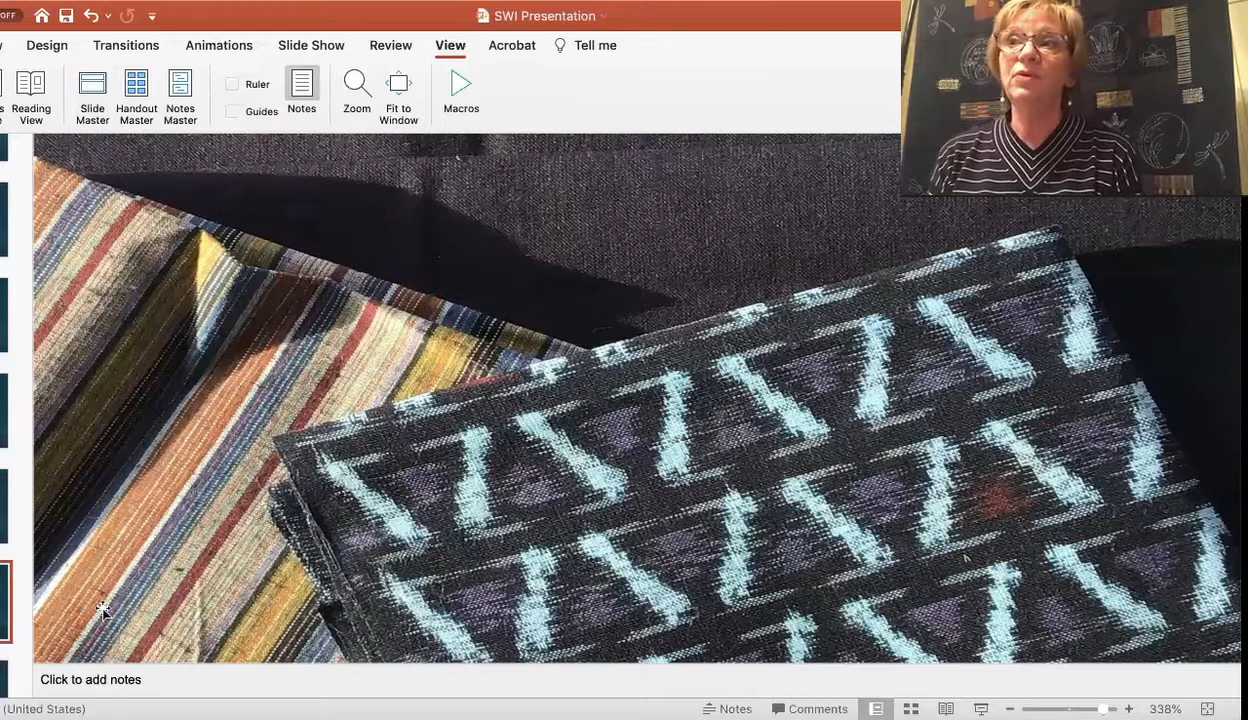 OFF
SWI Presentation
Design Transitions Animations Slide Show Review View Acrobat Tell me
Reading View
Slide Master
Handout Master
Notes Master
Ruler
Guides
Notes
Zoom
Fit to Window
Macros
Click to add notes
(United States)
Notes
Comments
338%